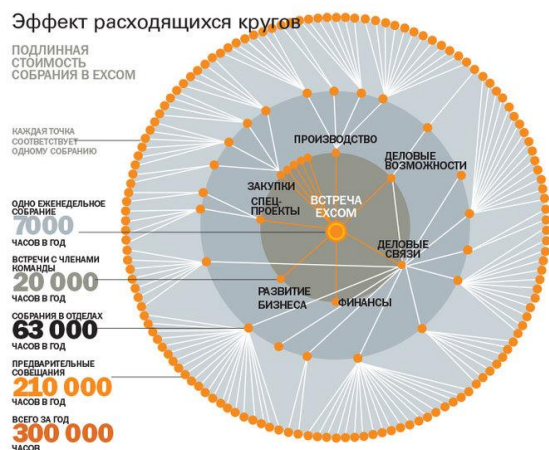 Эффект расходящихся кругов
ПОДЛИННАЯ
СТОИМОСТЬ
СОБРАНИЯ В EXCOM
КАЖДАЯ ТОЧКА
СООТВЕТСТВУЕТ
ОДНОМУ СОБРАНИЮ
ОДНО ЕЖЕНЕДЕЛЬНОЕ
СОБРАНИЕ
7000
ЧАСОВ В ГОД
ВСТРЕЧИ С ЧЛЕНАМИ
КОМАНДЫ
20 000
ЧАСОВ В ГОД
СОБРАНИЯ В ОТДЕЛАХ
63 000
ЧАСОВ В ГОД
ПРЕДВАРИТЕЛЬНЫЕ
СОВЕЩАНИЯ
210 000
ЧАСОВ В ГОД
ВСЕГО ЗА ГОД
300 000
ЧАСОВ
ПРОИЗВОДСТВО
ДЕЛОВЫЕ
ВОЗМОЖНОСТИ
ЗАКУПКИ
СПЕЦ-
ПРОЕКТЫ
ВСТРЕЧА
EXCOM
ДЕЛОВЫЕ
СВЯЗИ
РАЗВИТИЕ
БИЗНЕСА
ФИНАНСЫ